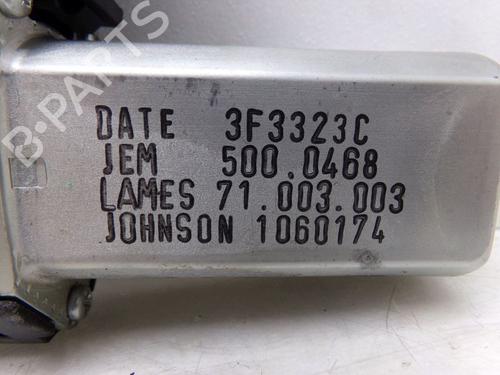 B-PARTS
DATE 3F3323C
JEM 500.0468
LAMES 71.003.003
JOHNSON 1060174